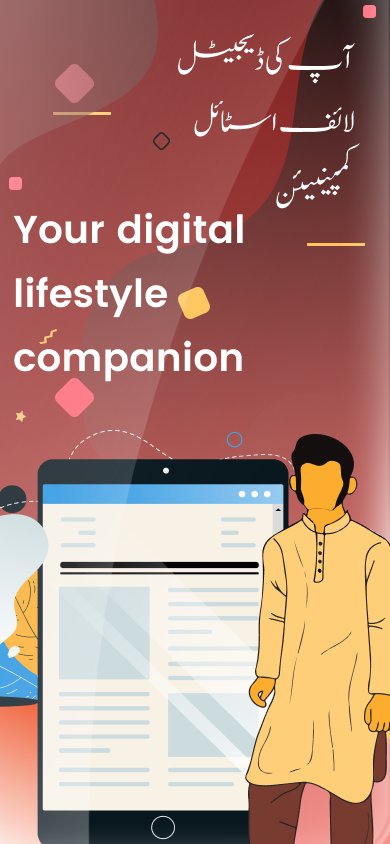 آپ کی ڈیجیٹل
لائف اسٹائل
کمپینیئن
Your digital
lifestyle
companion